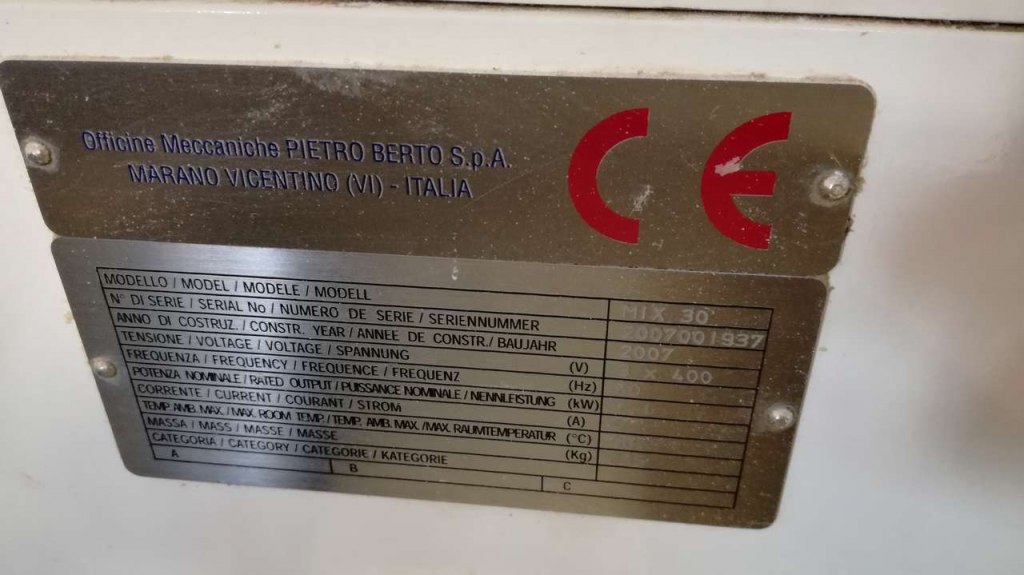 Officine Meccaniche PIETRO BERTO S.p.A.
MARANO VICENTINO (VI) - ITALIA
CE
MODELLO / MODEL / MODELE / MODELL MIX 30
N° DI SERIE / SERIAL No / NUMERO DE SERIE / SERIENNUMMER 2007001937
ANNO DI COSTRUZ. / CONSTR. YEAR / ANNEE DE CONSTR./ BAUJAHR 2007
TENSIONE / VOLTAGE / VOLTAGE / SPANNUNG (V) X 400
FREQUENZA / FREQUENCY / FREQUENCE / FREQUENZ (Hz)
POTENZA NOMINALE / RATED OUTPUT / PUISSANCE NOMINALE / NENNLEISTUNG (kW)
CORRENTE / CURRENT / COURANT / STROM (A)
TEMP. AMB. MAX. / MAX. ROOM TEMP. / TEMP. AMB. MAX. / MAX. RAUMTEMPERATUR (°C)
MASSA / MASS / MASSE / MASSE (Kg)
CATEGORIA / CATEGORY / CATEGORIE / KATEGORIE
A B C